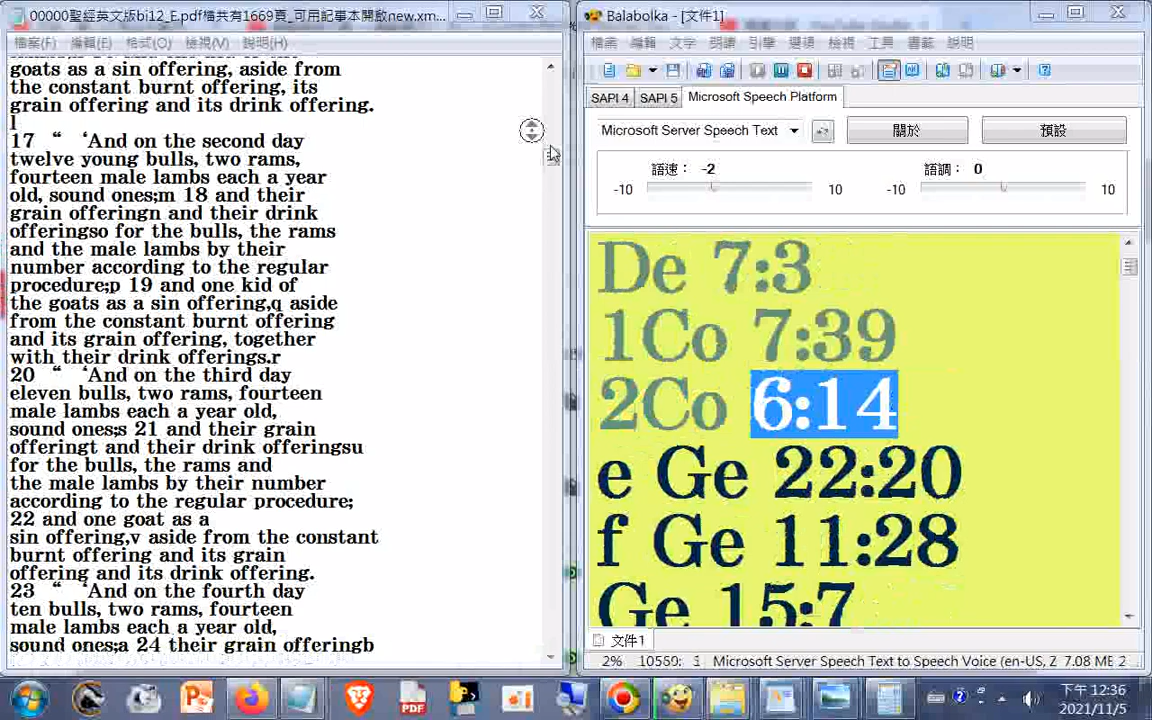 00000聖經英文版bi12_E.pdf檔共有1669頁_可用記事本開啟new.xm...
檔案(F) 編輯(E) 格式(O) 檢視(V) 說明(H)
goats as a sin offering, aside from
the constant burnt offering, its
grain offering and its drink offering.
l
17 “ ‘And on the second day
twelve young bulls, two rams,
fourteen male lambs each a year
old, sound ones;m 18 and their
grain offeringn and their drink
offeringso for the bulls, the rams
and the male lambs by their
number according to the regular
procedure;p 19 and one kid of
the goats as a sin offering,q aside
from the constant burnt offering
and its grain offering, together
with their drink offerings.r
20 “ ‘And on the third day
eleven bulls, two rams, fourteen
male lambs each a year old,
sound ones;s 21 and their grain
offeringt and their drink offeringsu
for the bulls, the rams and
the male lambs by their number
according to the regular procedure;
22 and one goat as a
sin offering,v aside from the constant
burnt offering and its grain
offering and its drink offering.
23 “ ‘And on the fourth day
ten bulls, two rams, fourteen
male lambs each a year old,
sound ones;a 24 their grain offeringb
Balabolka - [文件1]
檔案 編輯 文字 朗讀 引擎 選項 檢視 工具 書籤 說明
SAPI 4 SAPI 5 Microsoft Speech Platform
Microsoft Server Speech Text 關於 預設
語速： -2 語調： 0
-10 10 -10 10
De 7:3
1Co 7:39
2Co 6:14
e Ge 22:20
f Ge 11:28
Ge 15:7
文件1
2% 10559: 1 Microsoft Server Speech Text to Speech Voice (en-US, Z 7.08 MB 2
PDF
下午 12:36
2021/11/5